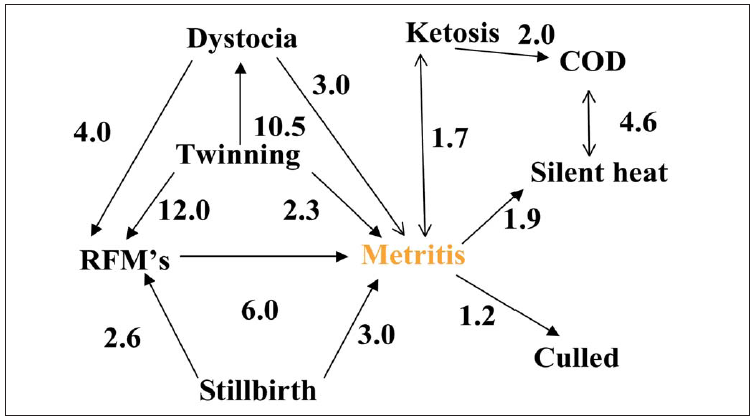 Dystocia
Ketosis
2.0
COD
3.0
4.0
10.5
1.7
4.6
Twinning
Silent heat
12.0
2.3
1.9
RFM's
Metritis
6.0
1.2
2.6
3.0
Culled
Stillbirth